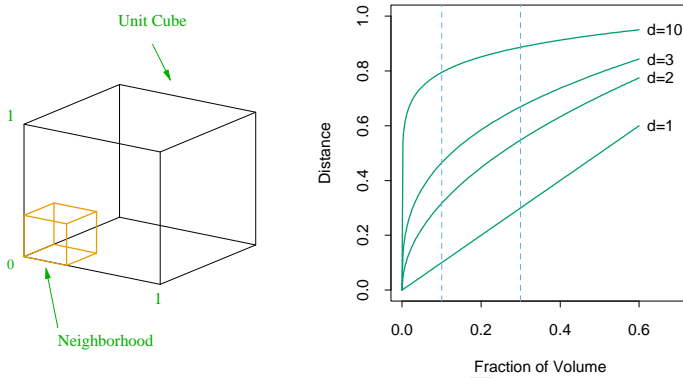 Unit Cube
1
0
1
Neighborhood
Distance
1.0
0.8
0.6
0.4
0.2
0.0
d=10
d=3
d=2
d=1
0.0 0.2 0.4 0.6
Fraction of Volume